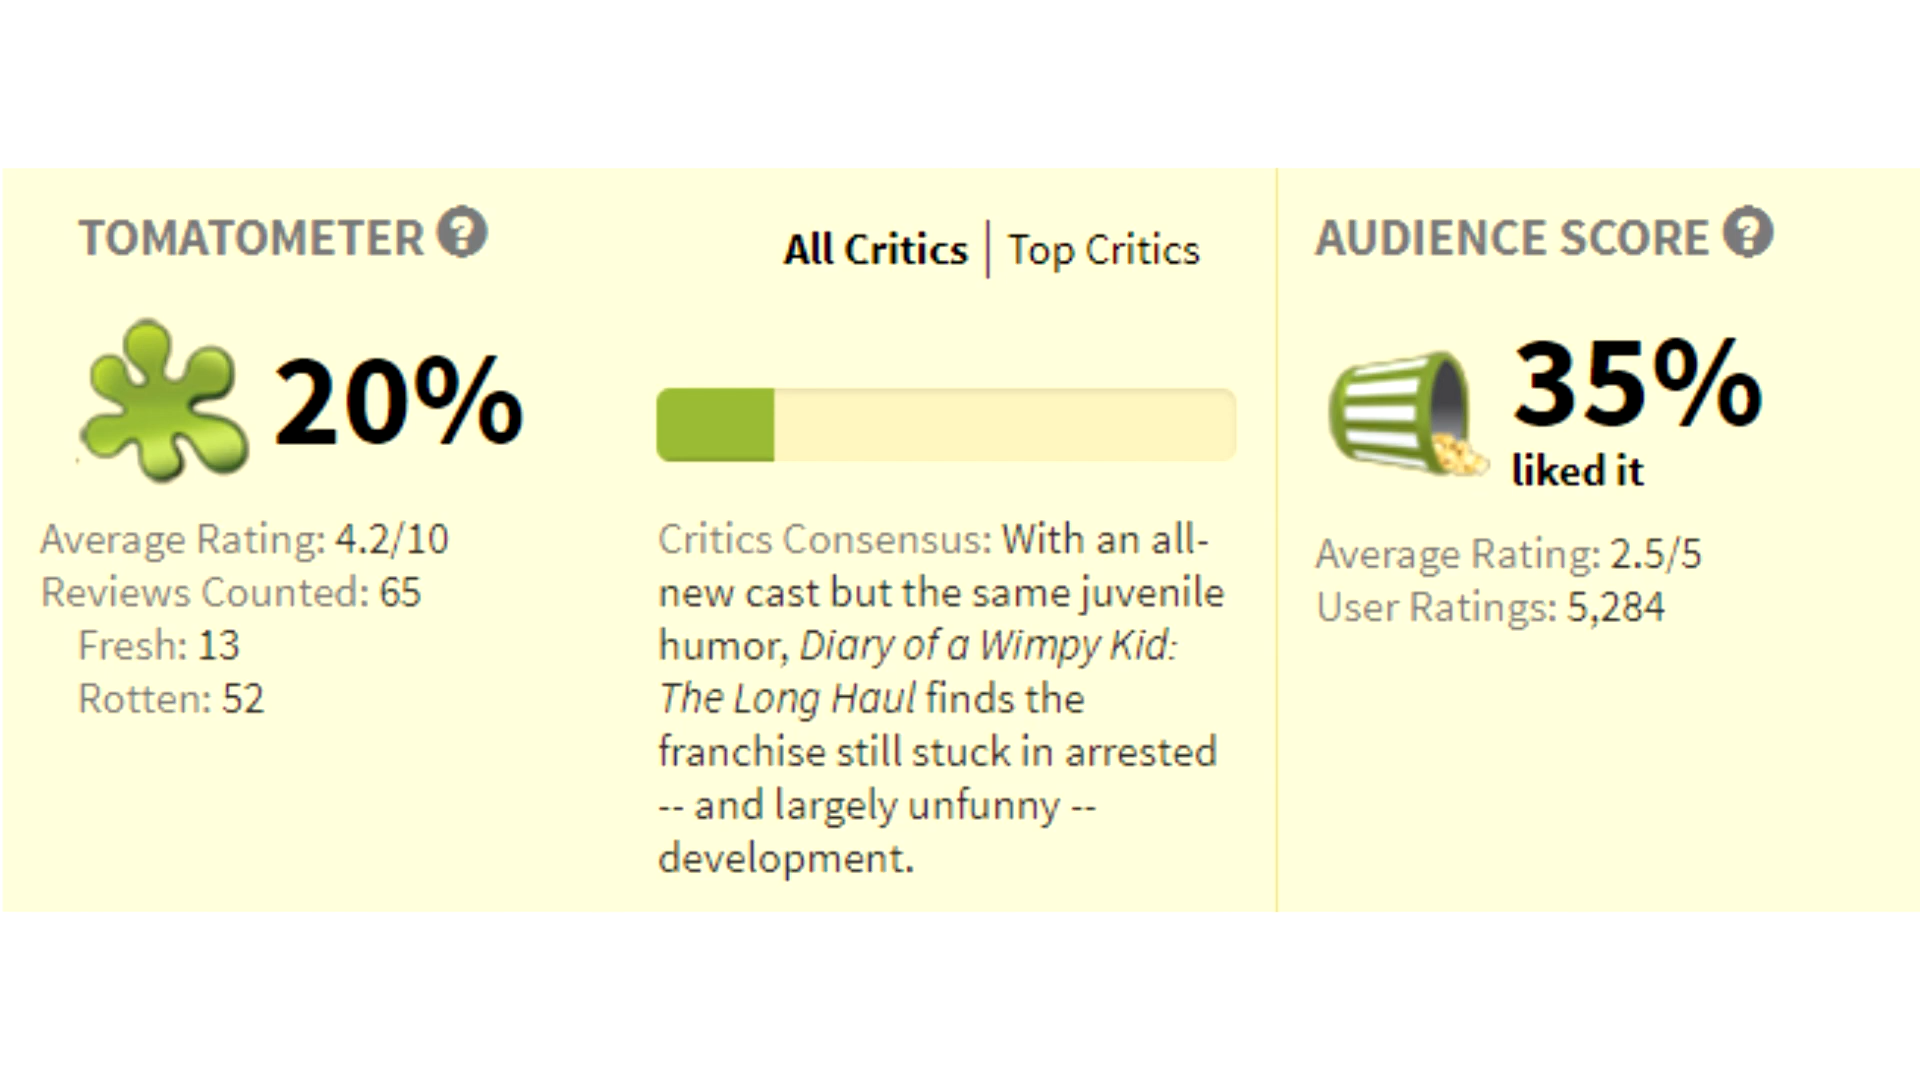 TOMATOMETER ?
20%
Average Rating: 4.2/10
Reviews Counted: 65
Fresh: 13
Rotten: 52
All Critics | Top Critics
Critics Consensus: With an all-
new cast but the same juvenile
humor, Diary of a Wimpy Kid:
The Long Haul finds the
franchise still stuck in arrested
-- and largely unfunny --
development.
AUDIENCE SCORE ?
35%
liked it
Average Rating: 2.5/5
User Ratings: 5,284